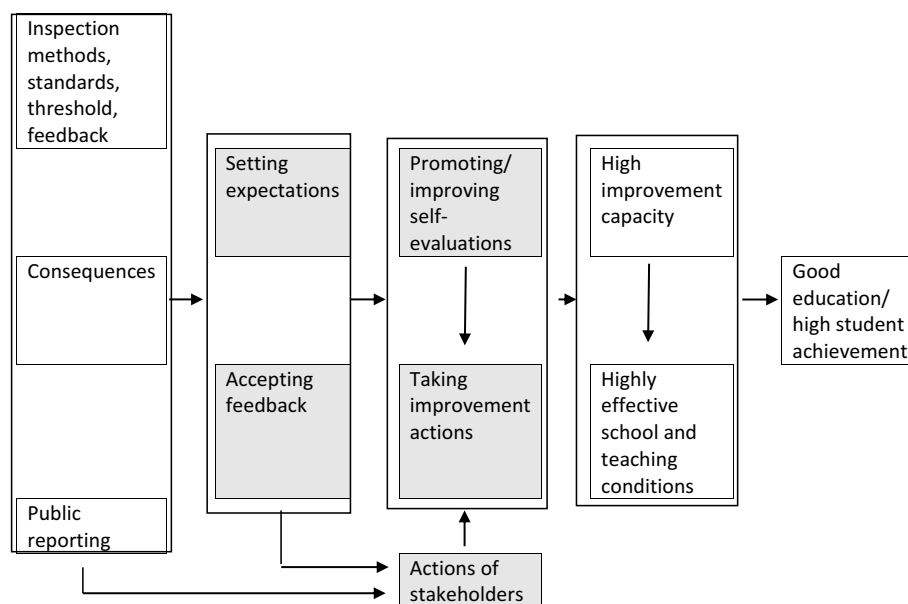 Inspection
methods,
standards,
threshold,
feedback
Consequences
Public
reporting
Setting
expectations
Accepting
feedback
Promoting/
improving
self-
evaluations
Taking
improvement
actions
Actions of
stakeholders
High
improvement
capacity
Highly
effective
school and
teaching
conditions
Good
education/
high student
achievement